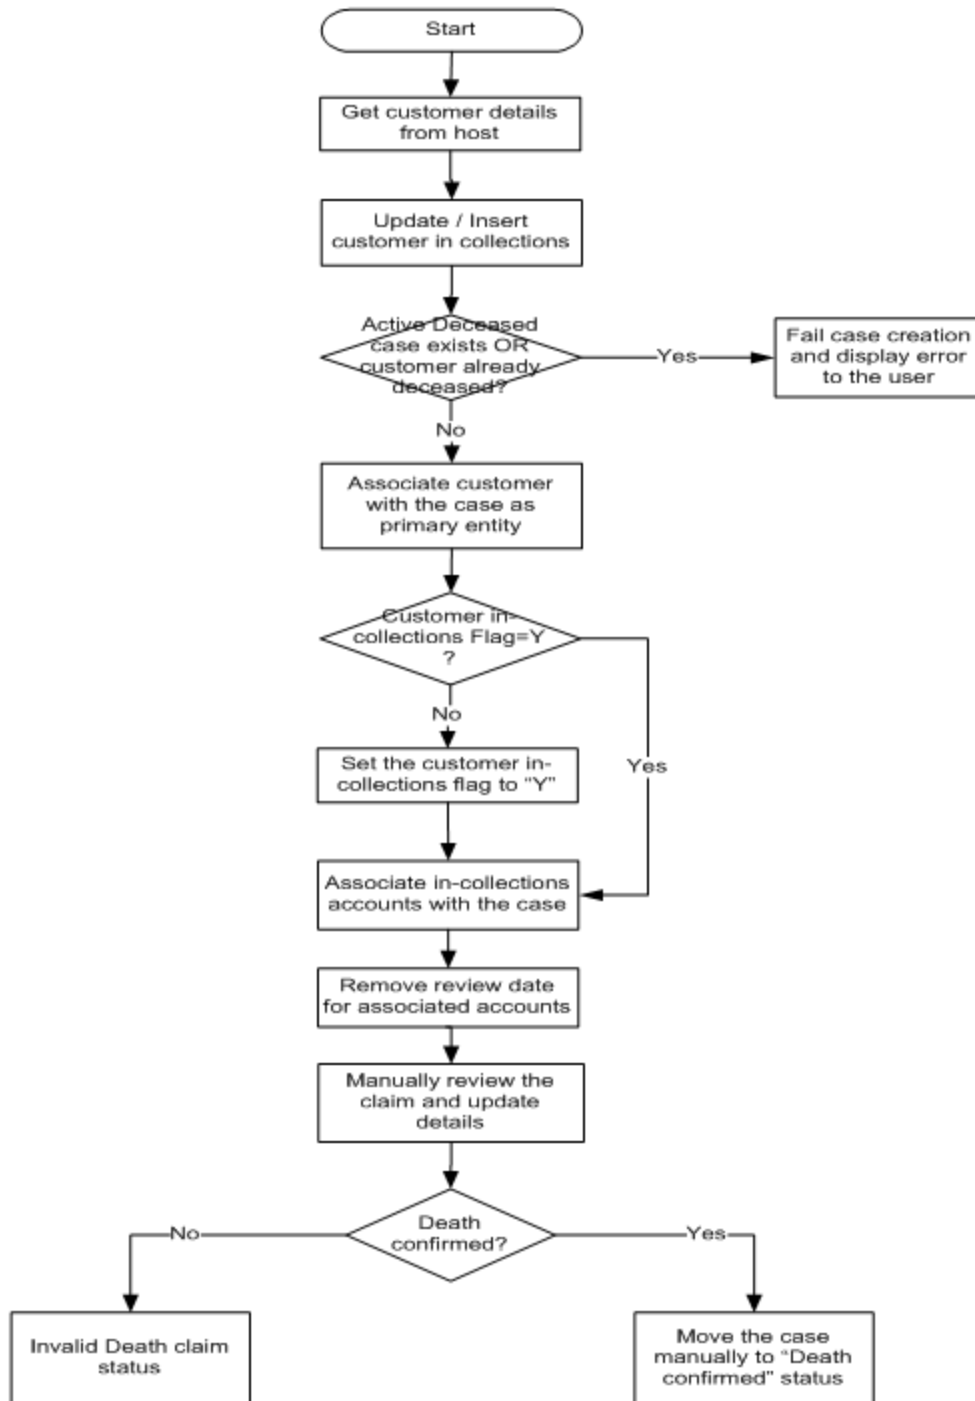 Start
Get customer details
from host
Update / Insert
customer in collections
Active Deceased
case exists OR
customer already
deceased?
Yes
Fail case creation
and display error
to the user
No
Associate customer
with the case as
primary entity
Customer in-
collections Flag=Y
?
No
Yes
Set the customer in-
collections flag to “Y”
Associate in-collections
accounts with the case
Remove review date
for associated accounts
Manually review the
claim and update
details
Death
confirmed?
No
Yes
Invalid Death claim
status
Move the case
manually to “Death
confirmed” status